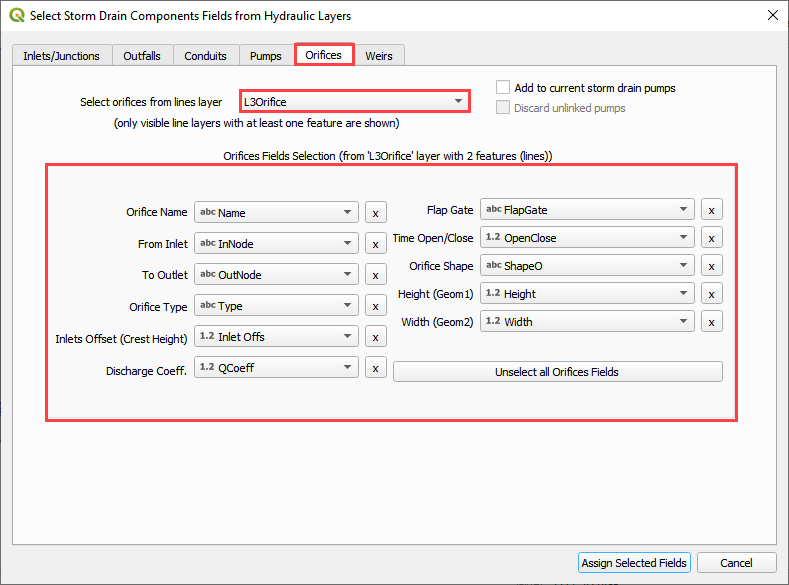 Select Storm Drain Components Fields from Hydraulic Layers
Inlets/Junctions Outfalls Conduits Pumps Orifices Weirs
Select orifices from lines layer L3Orifice
(only visible line layers with at least one feature are shown)
Add to current storm drain pumps
Discard unlinked pumps
Orifices Fields Selection (from 'L3Orifice' layer with 2 features (lines))
Orifice Name abc Name x
From Inlet abc InNode x
To Outlet abc OutNode x
Orifice Type abc Type x
Inlets Offset (Crest Height) 1.2 Inlet Offs x
Discharge Coeff. 1.2 QCoeff x
Flap Gate abc FlapGate x
Time Open/Close 1.2 OpenClose x
Orifice Shape abc ShapeO x
Height (Geom1) 1.2 Height x
Width (Geom2) 1.2 Width x
Unselect all Orifices Fields
Assign Selected Fields Cancel